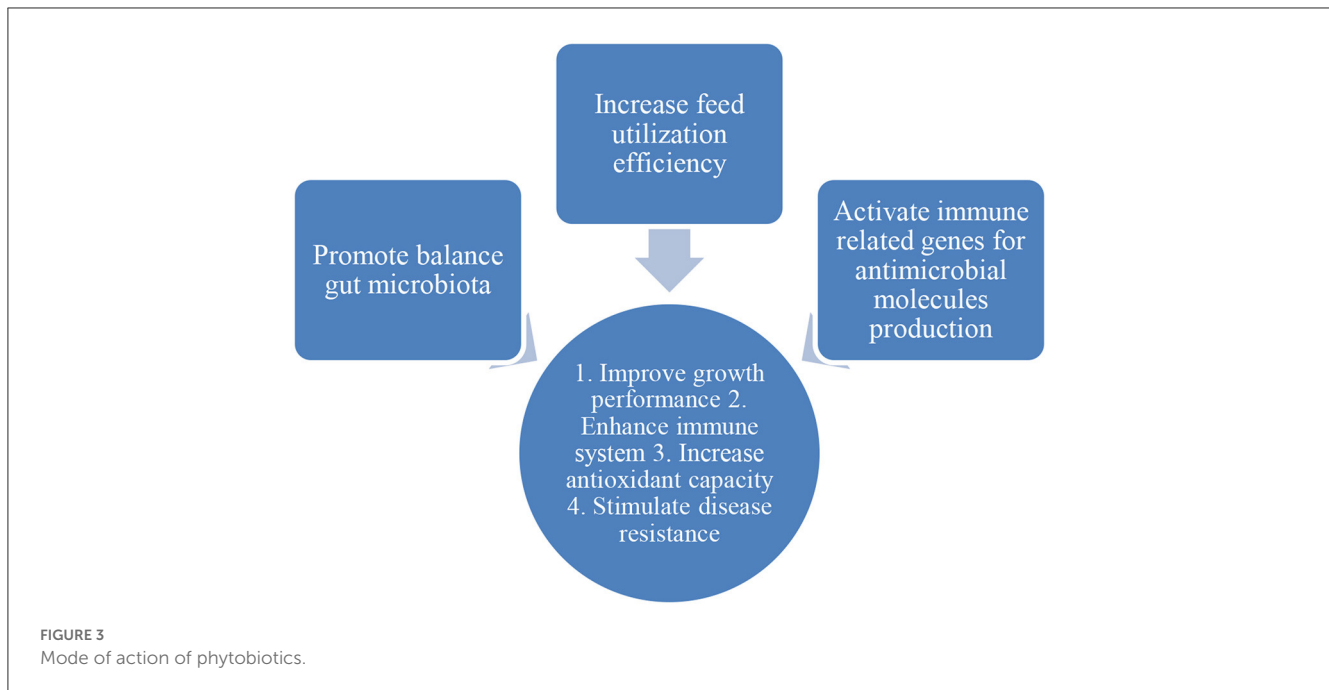 Increase feed
utilization
efficiency
Promote balance
gut microbiota
Activate immune
related genes for
antimicrobial
molecules
production
1. Improve growth
performance 2.
Enhance immune
system 3. Increase
antioxidant capacity
4. Stimulate disease
resistance
FIGURE 3
Mode of action of phytobiotics.